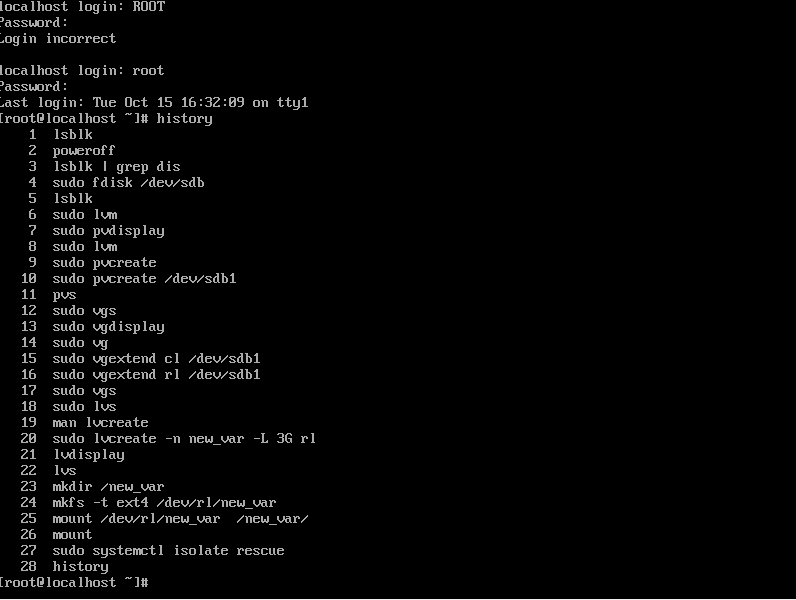 localhost login: ROOT
Password:
Login incorrect
localhost login: root
Password:
Last login: Tue Oct 15 16:32:09 on tty1
[root@localhost ~]# history
1 lsblk
2 poweroff
3 lsblk | grep dis
4 sudo fdisk /dev/sdb
5 lsblk
6 sudo lvm
7 sudo pvdisplay
8 sudo lvm
9 sudo pvcreate
10 sudo pvcreate /dev/sdb1
11 pvs
12 sudo vgs
13 sudo vgdisplay
14 sudo vg
15 sudo vgextend cl /dev/sdb1
16 sudo vgextend rl /dev/sdb1
17 sudo vgs
18 sudo lvs
19 man lvcreate
20 sudo lvcreate -n new_var -L 3G rl
21 lvdisplay
22 lvs
23 mkdir /new_var
24 mkfs -t ext4 /dev/rl/new_var
25 mount /dev/rl/new_var  /new_var/
26 mount
27 sudo systemctl isolate rescue
28 history
[root@localhost ~]#